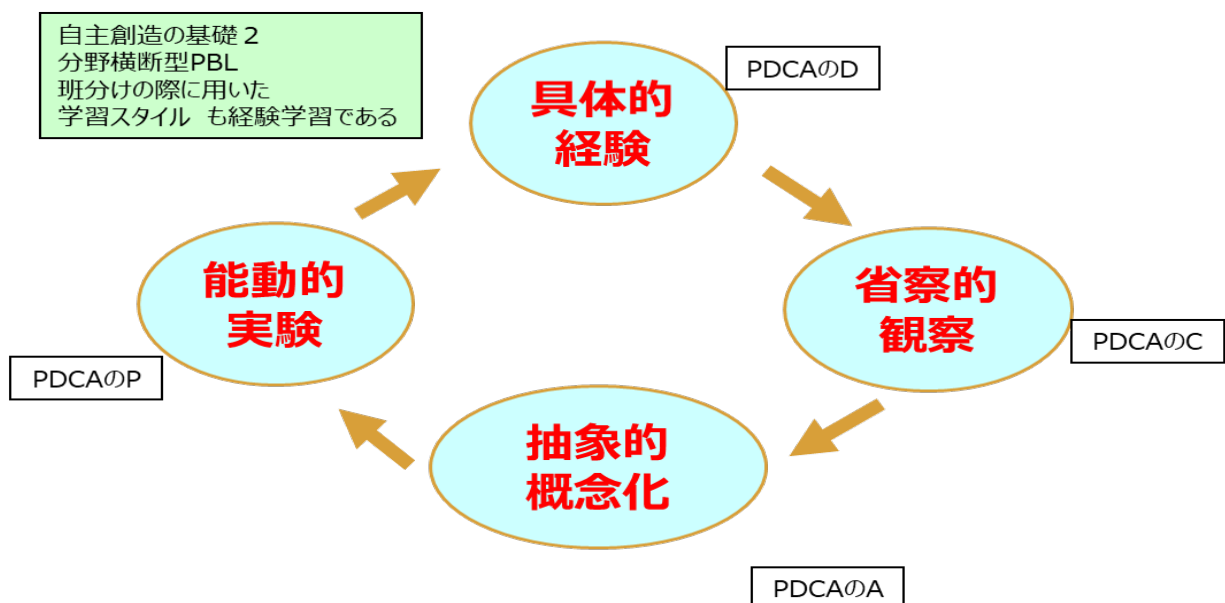 自主創造の基礎２
分野横断型PBL
班分けの際に用いた
学習スタイル も経験学習である
PDCAのD
具体的
経験
能動的
実験
省察的
観察
PDCAのC
PDCAのP
抽象的
概念化
PDCAのA